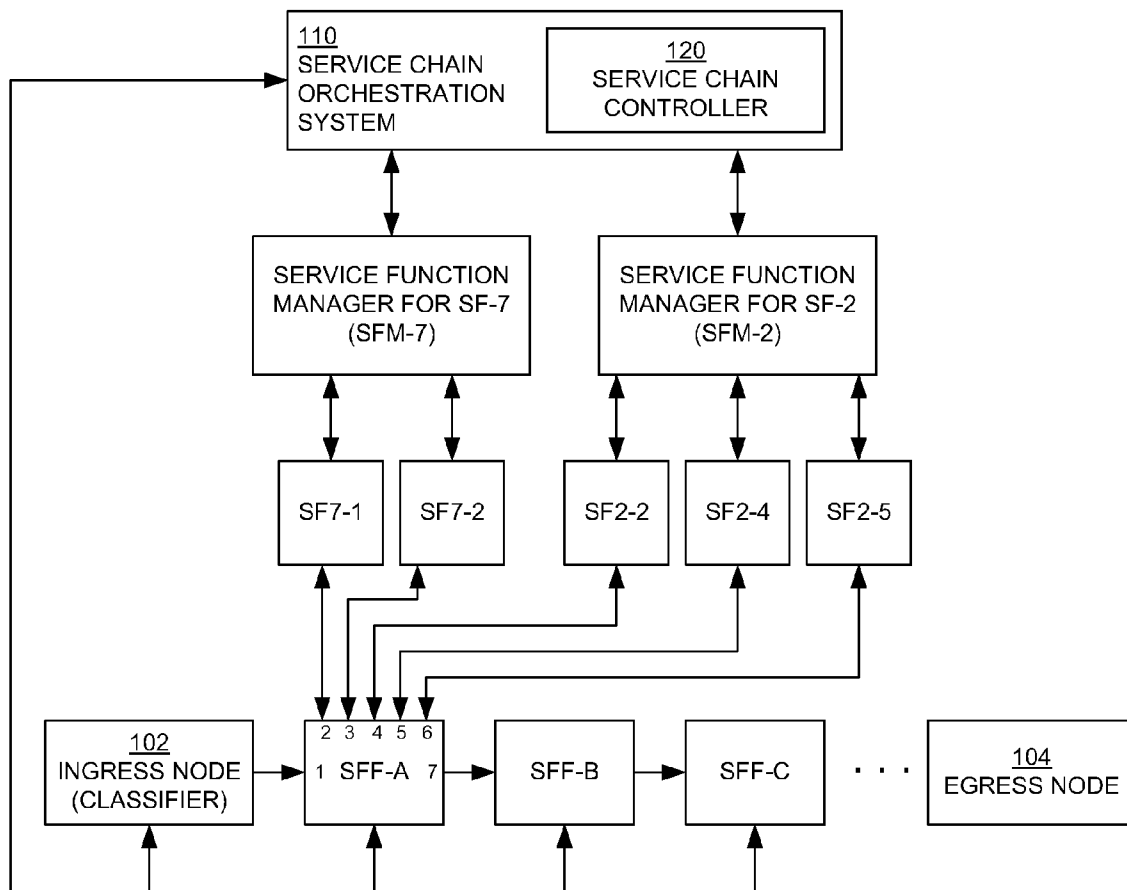 110
SERVICE CHAIN
ORCHESTRATION
SYSTEM
120
SERVICE CHAIN
CONTROLLER
SERVICE FUNCTION
MANAGER FOR SF-7
(SFM-7)
SERVICE FUNCTION
MANAGER FOR SF-2
(SFM-2)
SF7-1
SF7-2
SF2-2
SF2-4
SF2-5
102
INGRESS NODE
(CLASSIFIER)
2 3 4 5 6
1 SFF-A 7
SFF-B
SFF-C
. . .
104
EGRESS NODE